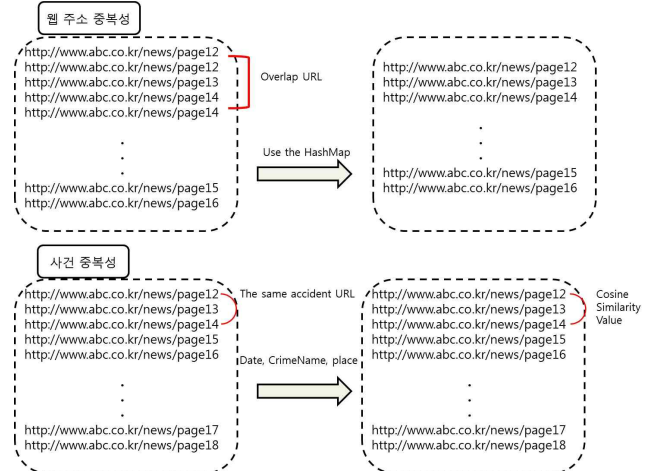 웹 주소 중복성
http://www.abc.co.kr/news/page12
http://www.abc.co.kr/news/page12
http://www.abc.co.kr/news/page13
http://www.abc.co.kr/news/page14
http://www.abc.co.kr/news/page14
.
.
.
http://www.abc.co.kr/news/page15
http://www.abc.co.kr/news/page16
Overlap URL
Use the HashMap
http://www.abc.co.kr/news/page12
http://www.abc.co.kr/news/page13
http://www.abc.co.kr/news/page14
.
.
.
http://www.abc.co.kr/news/page15
http://www.abc.co.kr/news/page16
사건 중복성
http://www.abc.co.kr/news/page12
http://www.abc.co.kr/news/page13
http://www.abc.co.kr/news/page14
http://www.abc.co.kr/news/page15
http://www.abc.co.kr/news/page16
.
.
.
http://www.abc.co.kr/news/page17
http://www.abc.co.kr/news/page18
The same accident URL
Date, CrimeName, place
http://www.abc.co.kr/news/page12
http://www.abc.co.kr/news/page13
http://www.abc.co.kr/news/page14
http://www.abc.co.kr/news/page15
http://www.abc.co.kr/news/page16
.
.
.
http://www.abc.co.kr/news/page17
http://www.abc.co.kr/news/page18
Cosine
Similarity
Value